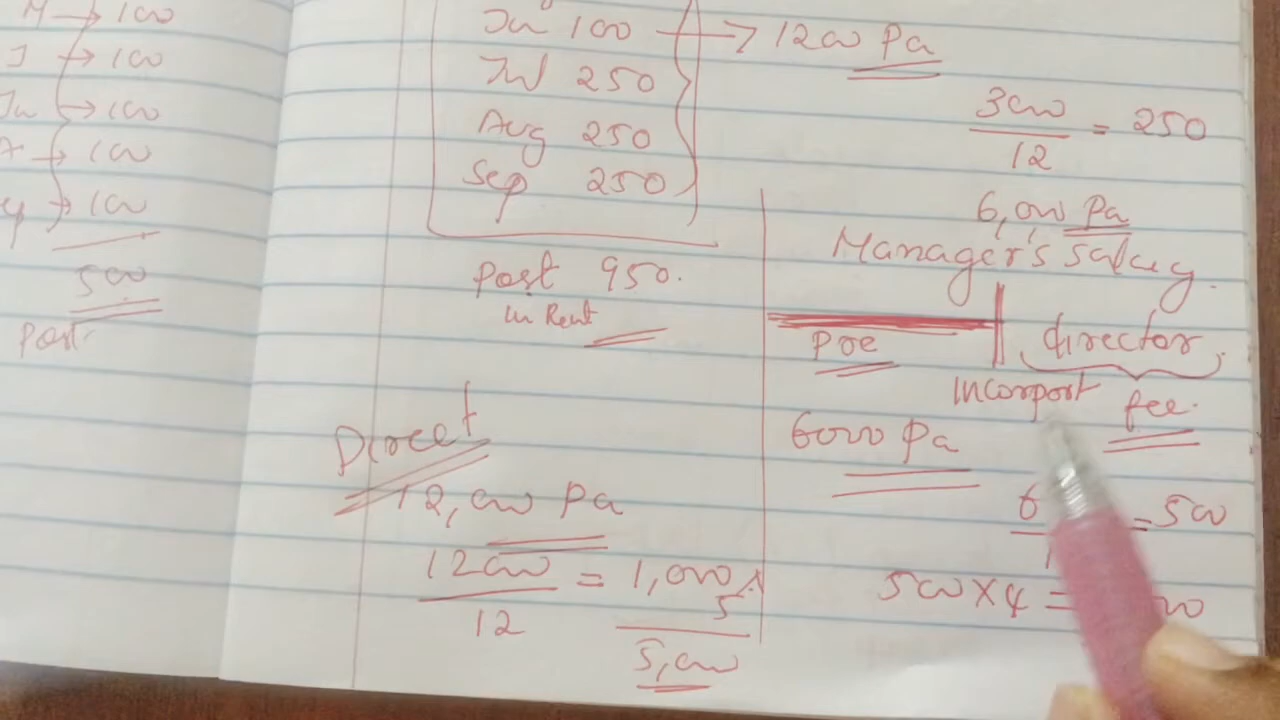 M → 100
J → 100
Ju → 100
A → 100
→ 100
500
Post
Ju 100 → 1200 Pa
Jul 250
Aug 250
Sep 250
Post 950.
in Rent
3000 / 12 = 250
6,000 Pa
Manager's Salary.
Pre
director
Incorport
fee.
6000 Pa
6 = 500
500 × 4 =
Direct
12,000 Pa
12000 / 12 = 1,000 ×
5
5,000